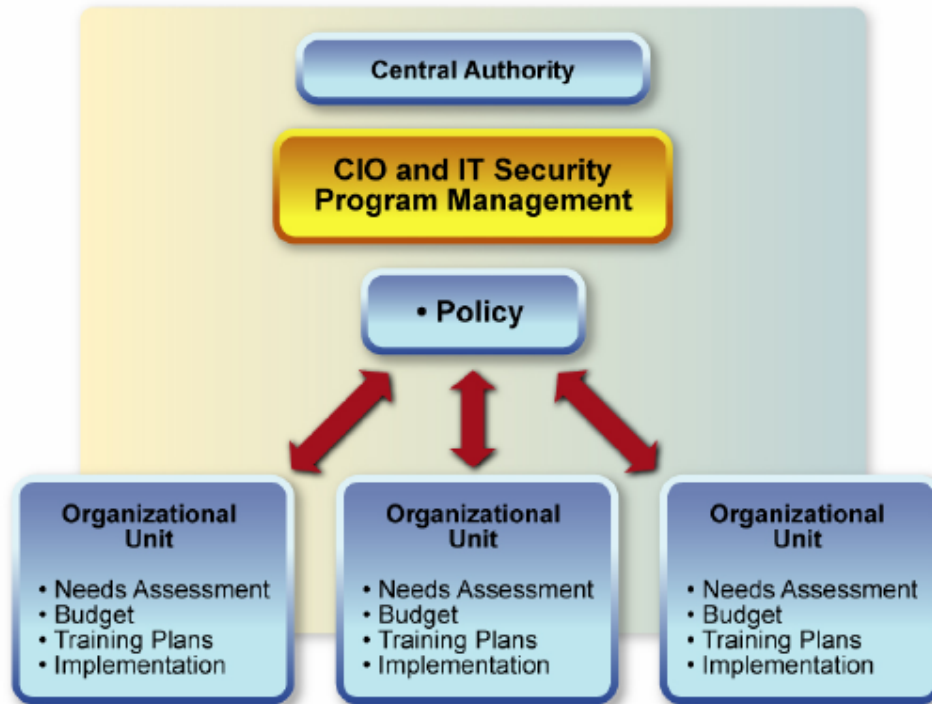 Central Authority
CIO and IT Security
Program Management
• Policy
Organizational
Unit
• Needs Assessment
• Budget
• Training Plans
• Implementation
Organizational
Unit
• Needs Assessment
• Budget
• Training Plans
• Implementation
Organizational
Unit
• Needs Assessment
• Budget
• Training Plans
• Implementation